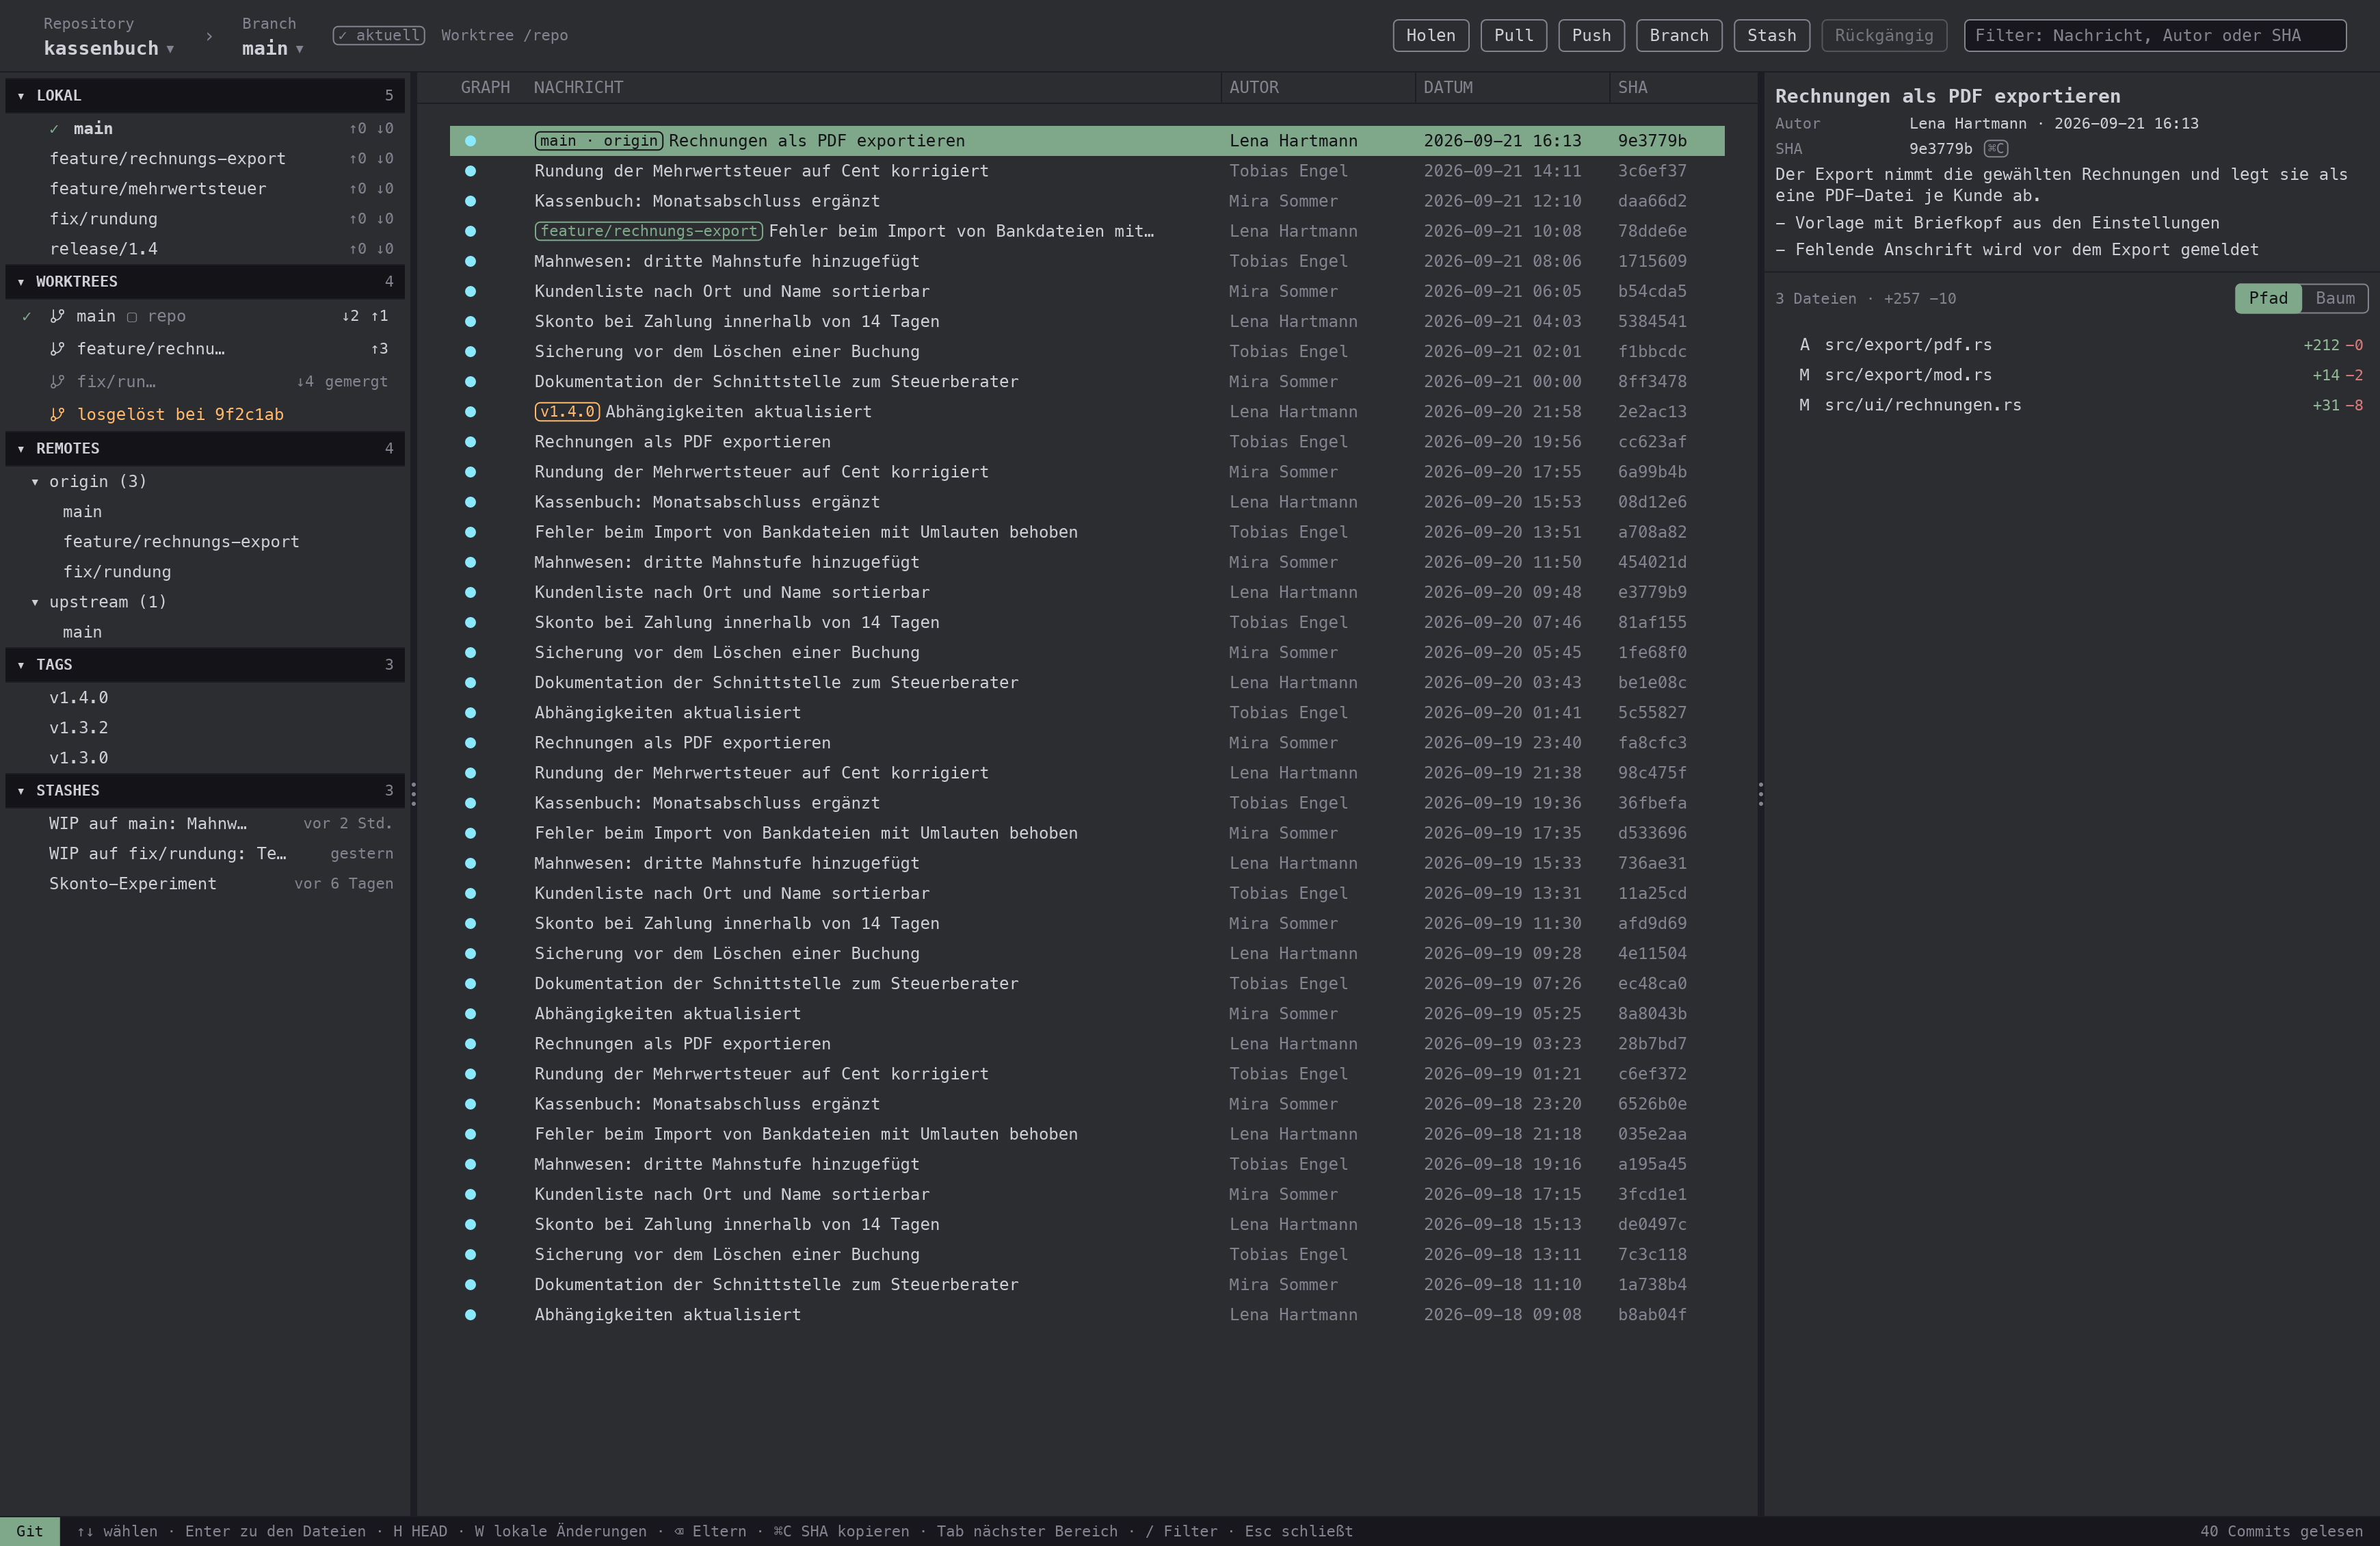 Repository
kassenbuch ▾
›
Branch
main ▾
✓ aktuell
Worktree /repo
Holen
Pull
Push
Branch
Stash
Rückgängig
Filter: Nachricht, Autor oder SHA
▾ LOKAL 5
✓ main ↑0 ↓0
feature/rechnungs-export ↑0 ↓0
feature/mehrwertsteuer ↑0 ↓0
fix/rundung ↑0 ↓0
release/1.4 ↑0 ↓0
▾ WORKTREES 4
✓ main ▢ repo ↓2 ↑1
feature/rechnu… ↑3
fix/run… ↓4 gemergt
losgelöst bei 9f2c1ab
▾ REMOTES 4
▾ origin (3)
main
feature/rechnungs-export
fix/rundung
▾ upstream (1)
main
▾ TAGS 3
v1.4.0
v1.3.2
v1.3.0
▾ STASHES 3
WIP auf main: Mahnw… vor 2 Std.
WIP auf fix/rundung: Te… gestern
Skonto-Experiment vor 6 Tagen
GRAPH NACHRICHT AUTOR DATUM SHA
main · origin Rechnungen als PDF exportieren Lena Hartmann 2026-09-21 16:13 9e3779b
Rundung der Mehrwertsteuer auf Cent korrigiert Tobias Engel 2026-09-21 14:11 3c6ef37
Kassenbuch: Monatsabschluss ergänzt Mira Sommer 2026-09-21 12:10 daa66d2
feature/rechnungs-export Fehler beim Import von Bankdateien mit… Lena Hartmann 2026-09-21 10:08 78dde6e
Mahnwesen: dritte Mahnstufe hinzugefügt Tobias Engel 2026-09-21 08:06 1715609
Kundenliste nach Ort und Name sortierbar Mira Sommer 2026-09-21 06:05 b54cda5
Skonto bei Zahlung innerhalb von 14 Tagen Lena Hartmann 2026-09-21 04:03 5384541
Sicherung vor dem Löschen einer Buchung Tobias Engel 2026-09-21 02:01 f1bbcdc
Dokumentation der Schnittstelle zum Steuerberater Mira Sommer 2026-09-21 00:00 8ff3478
v1.4.0 Abhängigkeiten aktualisiert Lena Hartmann 2026-09-20 21:58 2e2ac13
Rechnungen als PDF exportieren Tobias Engel 2026-09-20 19:56 cc623af
Rundung der Mehrwertsteuer auf Cent korrigiert Mira Sommer 2026-09-20 17:55 6a99b4b
Kassenbuch: Monatsabschluss ergänzt Lena Hartmann 2026-09-20 15:53 08d12e6
Fehler beim Import von Bankdateien mit Umlauten behoben Tobias Engel 2026-09-20 13:51 a708a82
Mahnwesen: dritte Mahnstufe hinzugefügt Mira Sommer 2026-09-20 11:50 454021d
Kundenliste nach Ort und Name sortierbar Lena Hartmann 2026-09-20 09:48 e3779b9
Skonto bei Zahlung innerhalb von 14 Tagen Tobias Engel 2026-09-20 07:46 81af155
Sicherung vor dem Löschen einer Buchung Mira Sommer 2026-09-20 05:45 1fe68f0
Dokumentation der Schnittstelle zum Steuerberater Lena Hartmann 2026-09-20 03:43 be1e08c
Abhängigkeiten aktualisiert Tobias Engel 2026-09-20 01:41 5c55827
Rechnungen als PDF exportieren Mira Sommer 2026-09-19 23:40 fa8cfc3
Rundung der Mehrwertsteuer auf Cent korrigiert Lena Hartmann 2026-09-19 21:38 98c475f
Kassenbuch: Monatsabschluss ergänzt Tobias Engel 2026-09-19 19:36 36fbefa
Fehler beim Import von Bankdateien mit Umlauten behoben Mira Sommer 2026-09-19 17:35 d533696
Mahnwesen: dritte Mahnstufe hinzugefügt Lena Hartmann 2026-09-19 15:33 736ae31
Kundenliste nach Ort und Name sortierbar Tobias Engel 2026-09-19 13:31 11a25cd
Skonto bei Zahlung innerhalb von 14 Tagen Mira Sommer 2026-09-19 11:30 afd9d69
Sicherung vor dem Löschen einer Buchung Lena Hartmann 2026-09-19 09:28 4e11504
Dokumentation der Schnittstelle zum Steuerberater Tobias Engel 2026-09-19 07:26 ec48ca0
Abhängigkeiten aktualisiert Mira Sommer 2026-09-19 05:25 8a8043b
Rechnungen als PDF exportieren Lena Hartmann 2026-09-19 03:23 28b7bd7
Rundung der Mehrwertsteuer auf Cent korrigiert Tobias Engel 2026-09-19 01:21 c6ef372
Kassenbuch: Monatsabschluss ergänzt Mira Sommer 2026-09-18 23:20 6526b0e
Fehler beim Import von Bankdateien mit Umlauten behoben Lena Hartmann 2026-09-18 21:18 035e2aa
Mahnwesen: dritte Mahnstufe hinzugefügt Tobias Engel 2026-09-18 19:16 a195a45
Kundenliste nach Ort und Name sortierbar Mira Sommer 2026-09-18 17:15 3fcd1e1
Skonto bei Zahlung innerhalb von 14 Tagen Lena Hartmann 2026-09-18 15:13 de0497c
Sicherung vor dem Löschen einer Buchung Tobias Engel 2026-09-18 13:11 7c3c118
Dokumentation der Schnittstelle zum Steuerberater Mira Sommer 2026-09-18 11:10 1a738b4
Abhängigkeiten aktualisiert Lena Hartmann 2026-09-18 09:08 b8ab04f
Rechnungen als PDF exportieren
Autor Lena Hartmann · 2026-09-21 16:13
SHA 9e3779b ⌘C
Der Export nimmt die gewählten Rechnungen und legt sie als
eine PDF-Datei je Kunde ab.
- Vorlage mit Briefkopf aus den Einstellungen
- Fehlende Anschrift wird vor dem Export gemeldet
3 Dateien · +257 −10
Pfad
Baum
A src/export/pdf.rs +212 −0
M src/export/mod.rs +14 −2
M src/ui/rechnungen.rs +31 −8
Git
↑↓ wählen · Enter zu den Dateien · H HEAD · W lokale Änderungen · ⌫ Eltern · ⌘C SHA kopieren · Tab nächster Bereich · / Filter · Esc schließt
40 Commits gelesen